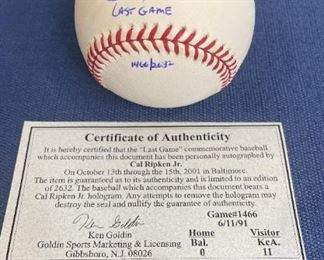 LAST GAME
1466/2632
Certificate of Authenticity
It is hereby certified that the "Last Game" commemorative baseball
which accompanies this document has been personally autographed by
Cal Ripken Jr.
On October 13th through the 15th, 2001 in Baltimore.
The item is guaranteed as to its authenticity and is limited to an edition
of 2632. The baseball which accompanies this document bears a
Cal Ripken Jr. hologram. Any attempts to remove the hologram may
destroy the seal and nullify the guarantee of authenticity.
Ken Goldin
Ken Goldin
Goldin Sports Marketing & Licensing
Gibbsboro, N.J. 08026
Game#1466
6/11/91
Home Visitor
Bal. KcA.
0 11